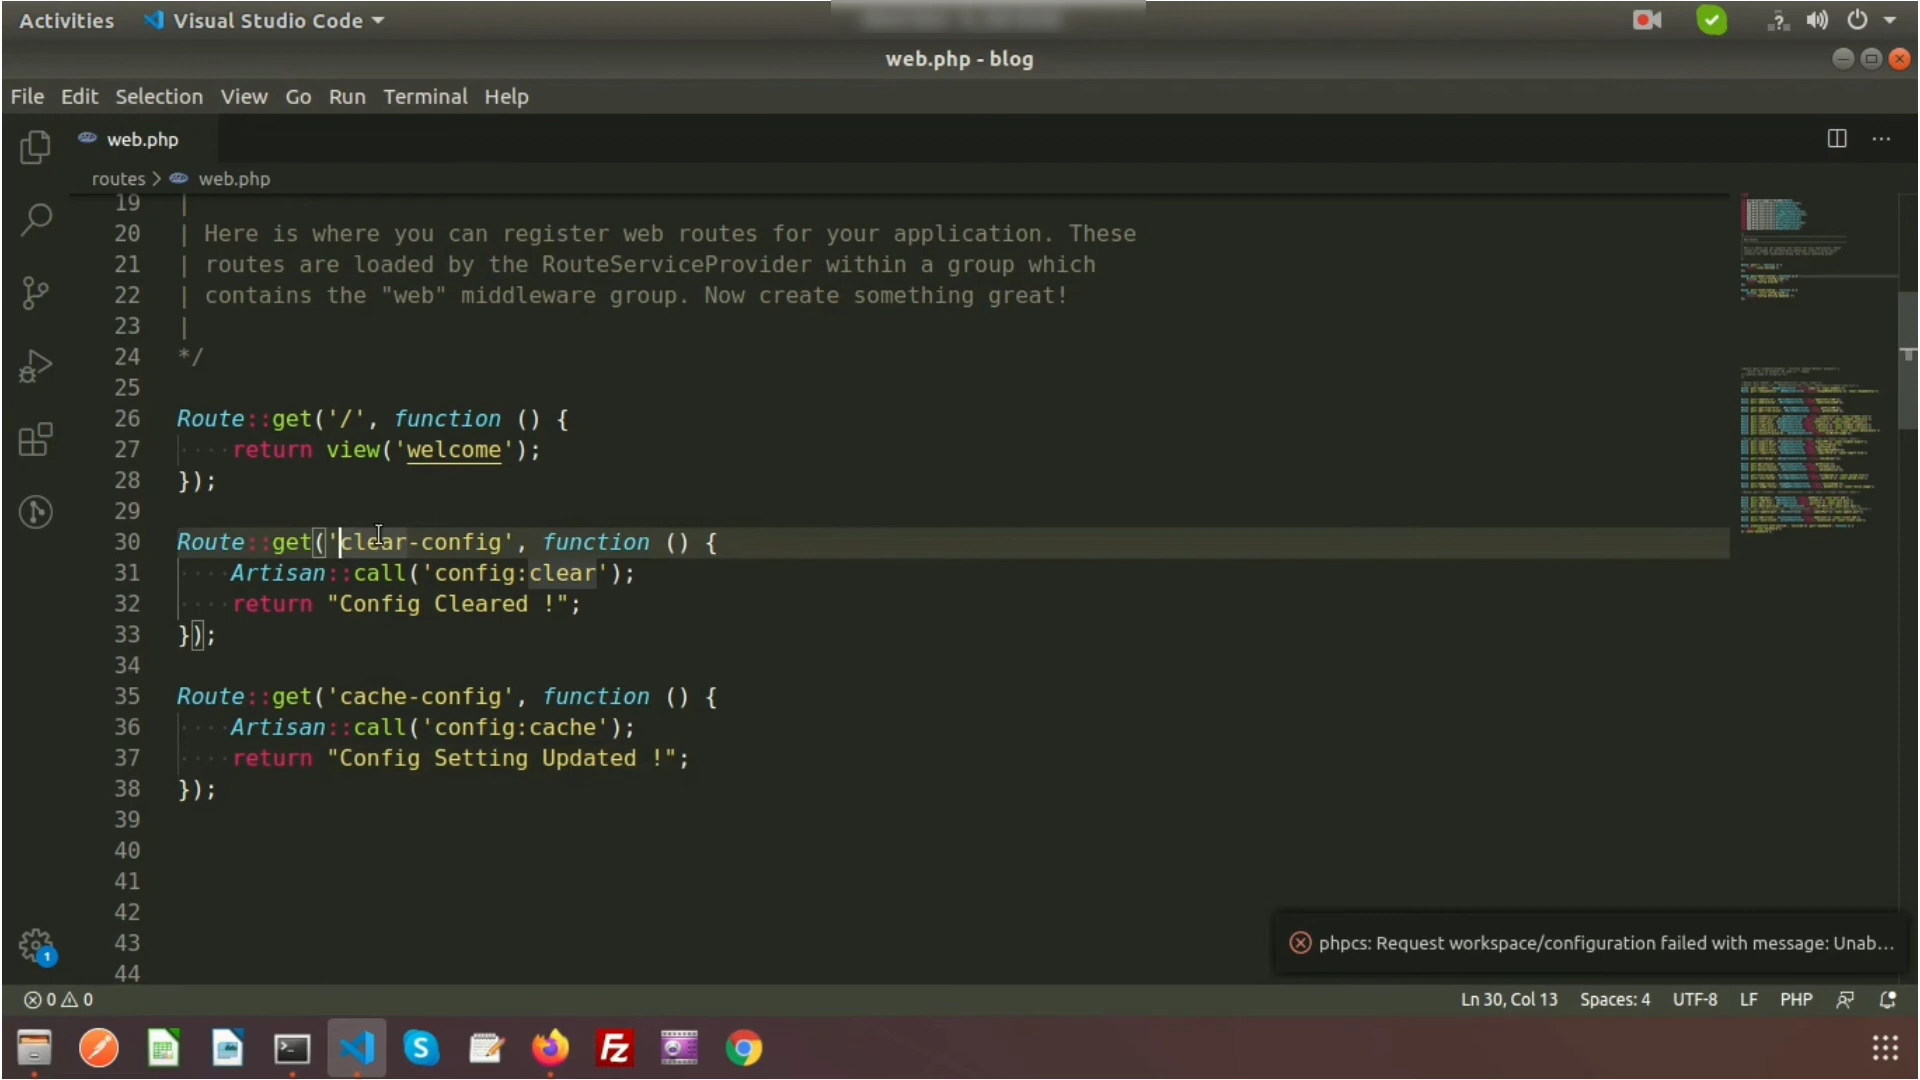 Activities Visual Studio Code
web.php - blog
File Edit Selection View Go Run Terminal Help
web.php
routes > web.php
19 |
20 | Here is where you can register web routes for your application. These
21 | routes are loaded by the RouteServiceProvider within a group which
22 | contains the "web" middleware group. Now create something great!
23 |
24 */
25
26 Route::get('/', function () {
27 return view('welcome');
28 });
29
30 Route::get('clear-config', function () {
31 Artisan::call('config:clear');
32 return "Config Cleared !";
33 });
34
35 Route::get('cache-config', function () {
36 Artisan::call('config:cache');
37 return "Config Setting Updated !";
38 });
39
40
41
42
43
44
phpcs: Request workspace/configuration failed with message: Unab...
1
0 0 Ln 30, Col 13 Spaces: 4 UTF-8 LF PHP
S Fz